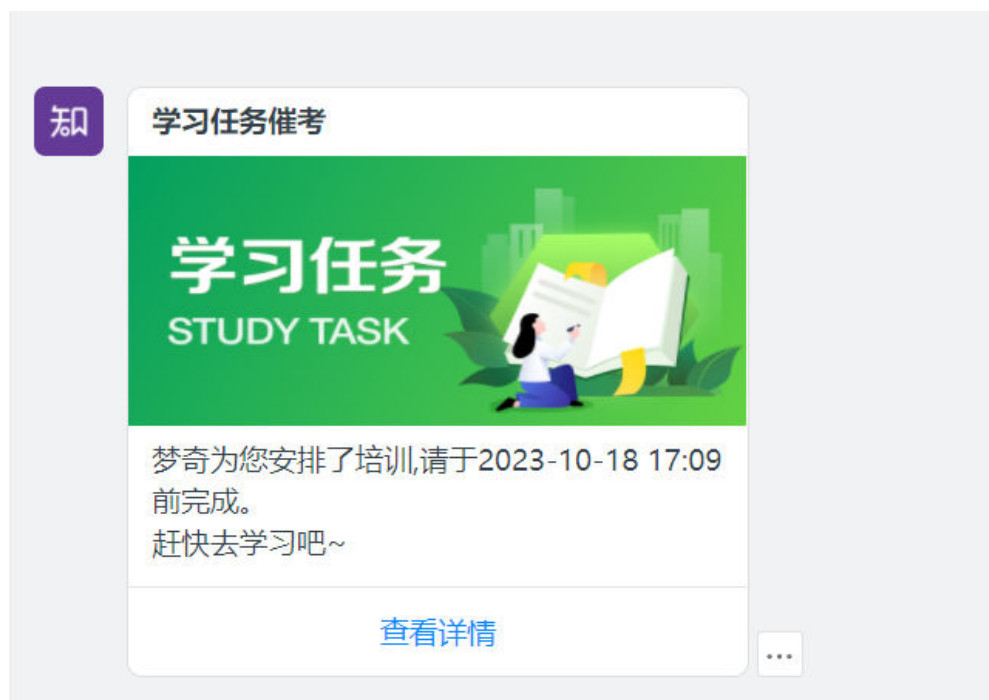 知
学习任务催考
学习任务
STUDY TASK
梦奇为您安排了培训,请于2023-10-18 17:09
前完成。
赶快去学习吧~
查看详情